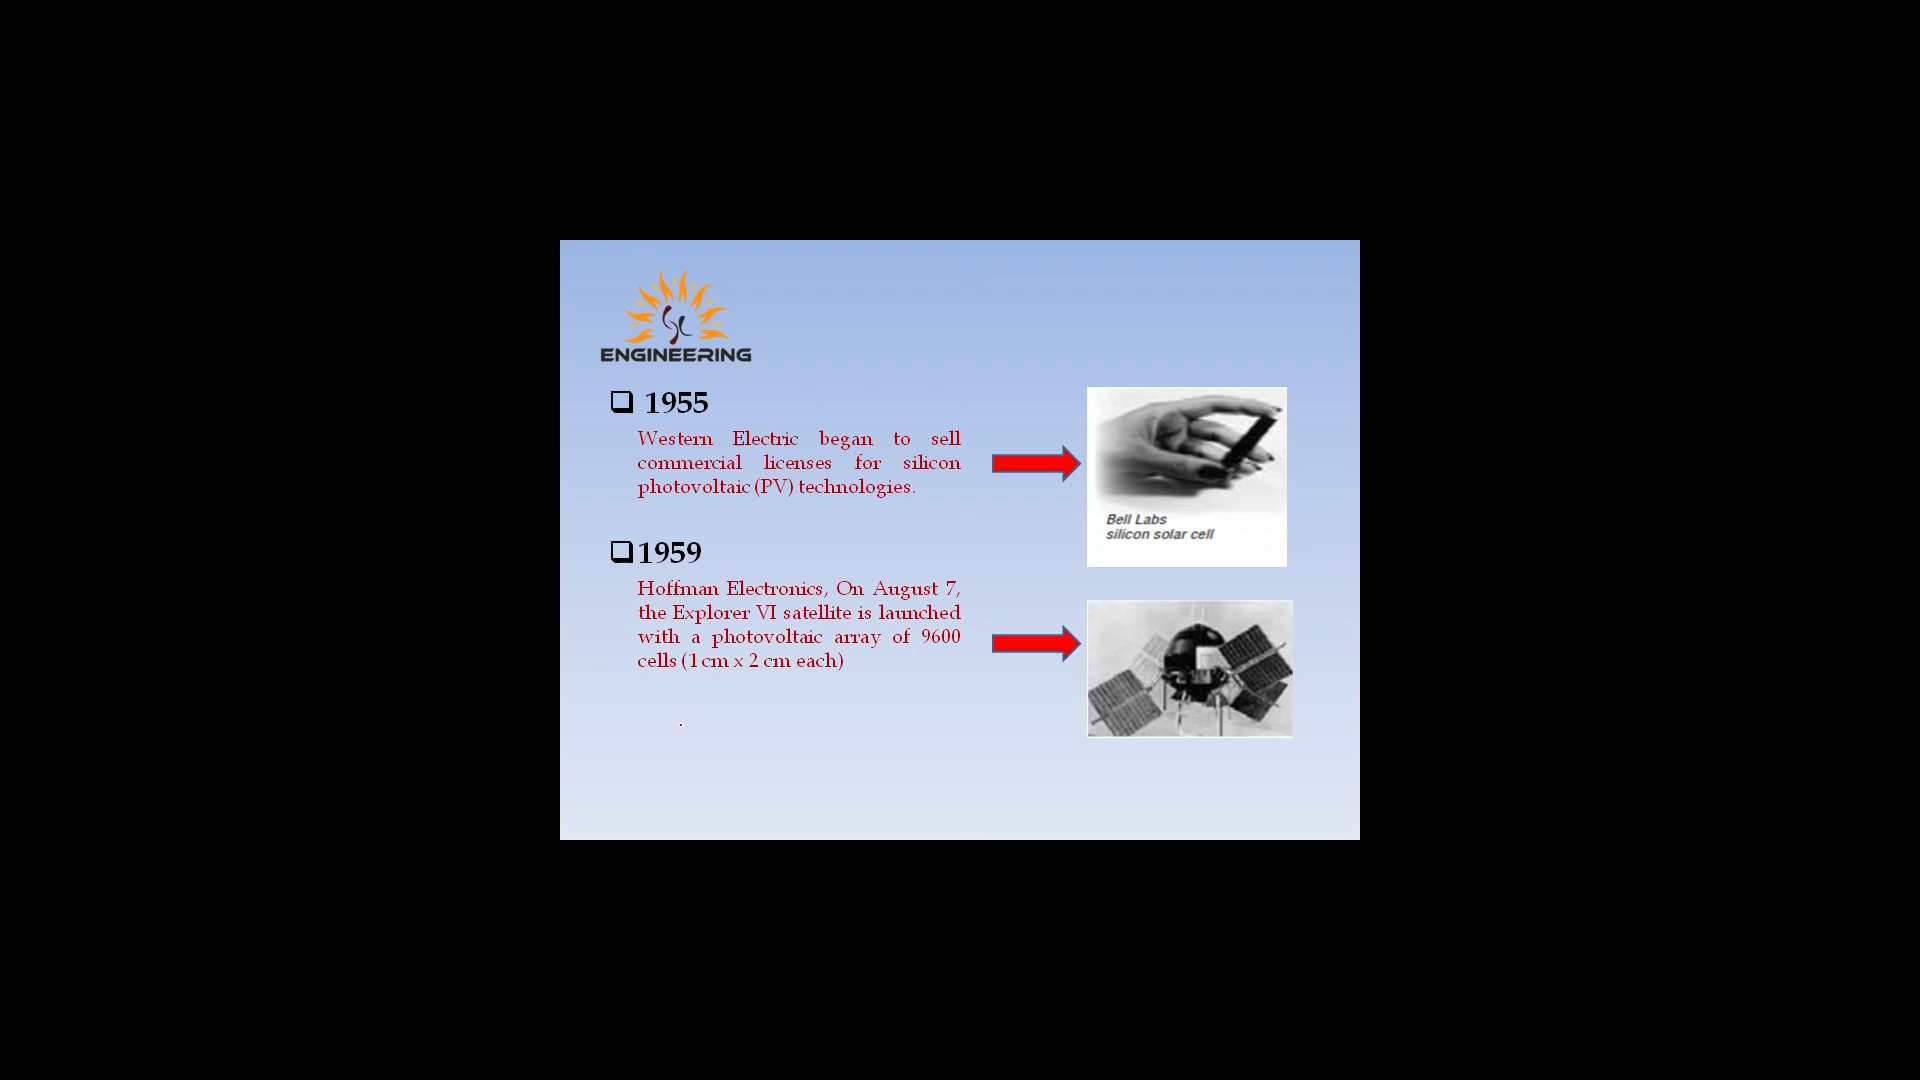 ENGINEERING
1955
Western Electric began to sell
commercial licenses for silicon
photovoltaic (PV) technologies.
Bell Labs
silicon solar cell
1959
Hoffman Electronics, On August 7,
the Explorer VI satellite is launched
with a photovoltaic array of 9600
cells (1 cm x 2 cm each)
.